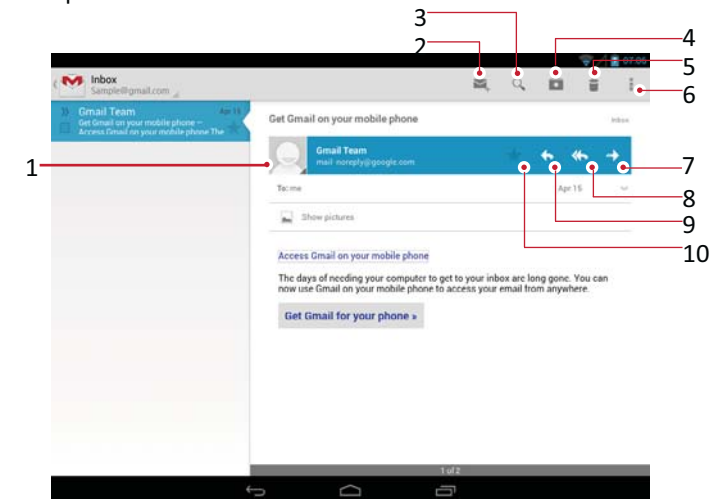 3
2
4
07:06
5
6
Inbox
Sample@gmail.com
Gmail Team
Apr 15
Get Gmail on your mobile phone –
Access Gmail on your mobile phone The
Get Gmail on your mobile phone
Inbox
1
Gmail Team
mail-noreply@google.com
7
8
9
10
To: me
Apr 15
Show pictures
Access Gmail on your mobile phone
The days of needing your computer to get to your inbox are long gone. You can
now use Gmail on your mobile phone to access your email from anywhere.
Get Gmail for your phone »
1 of 2